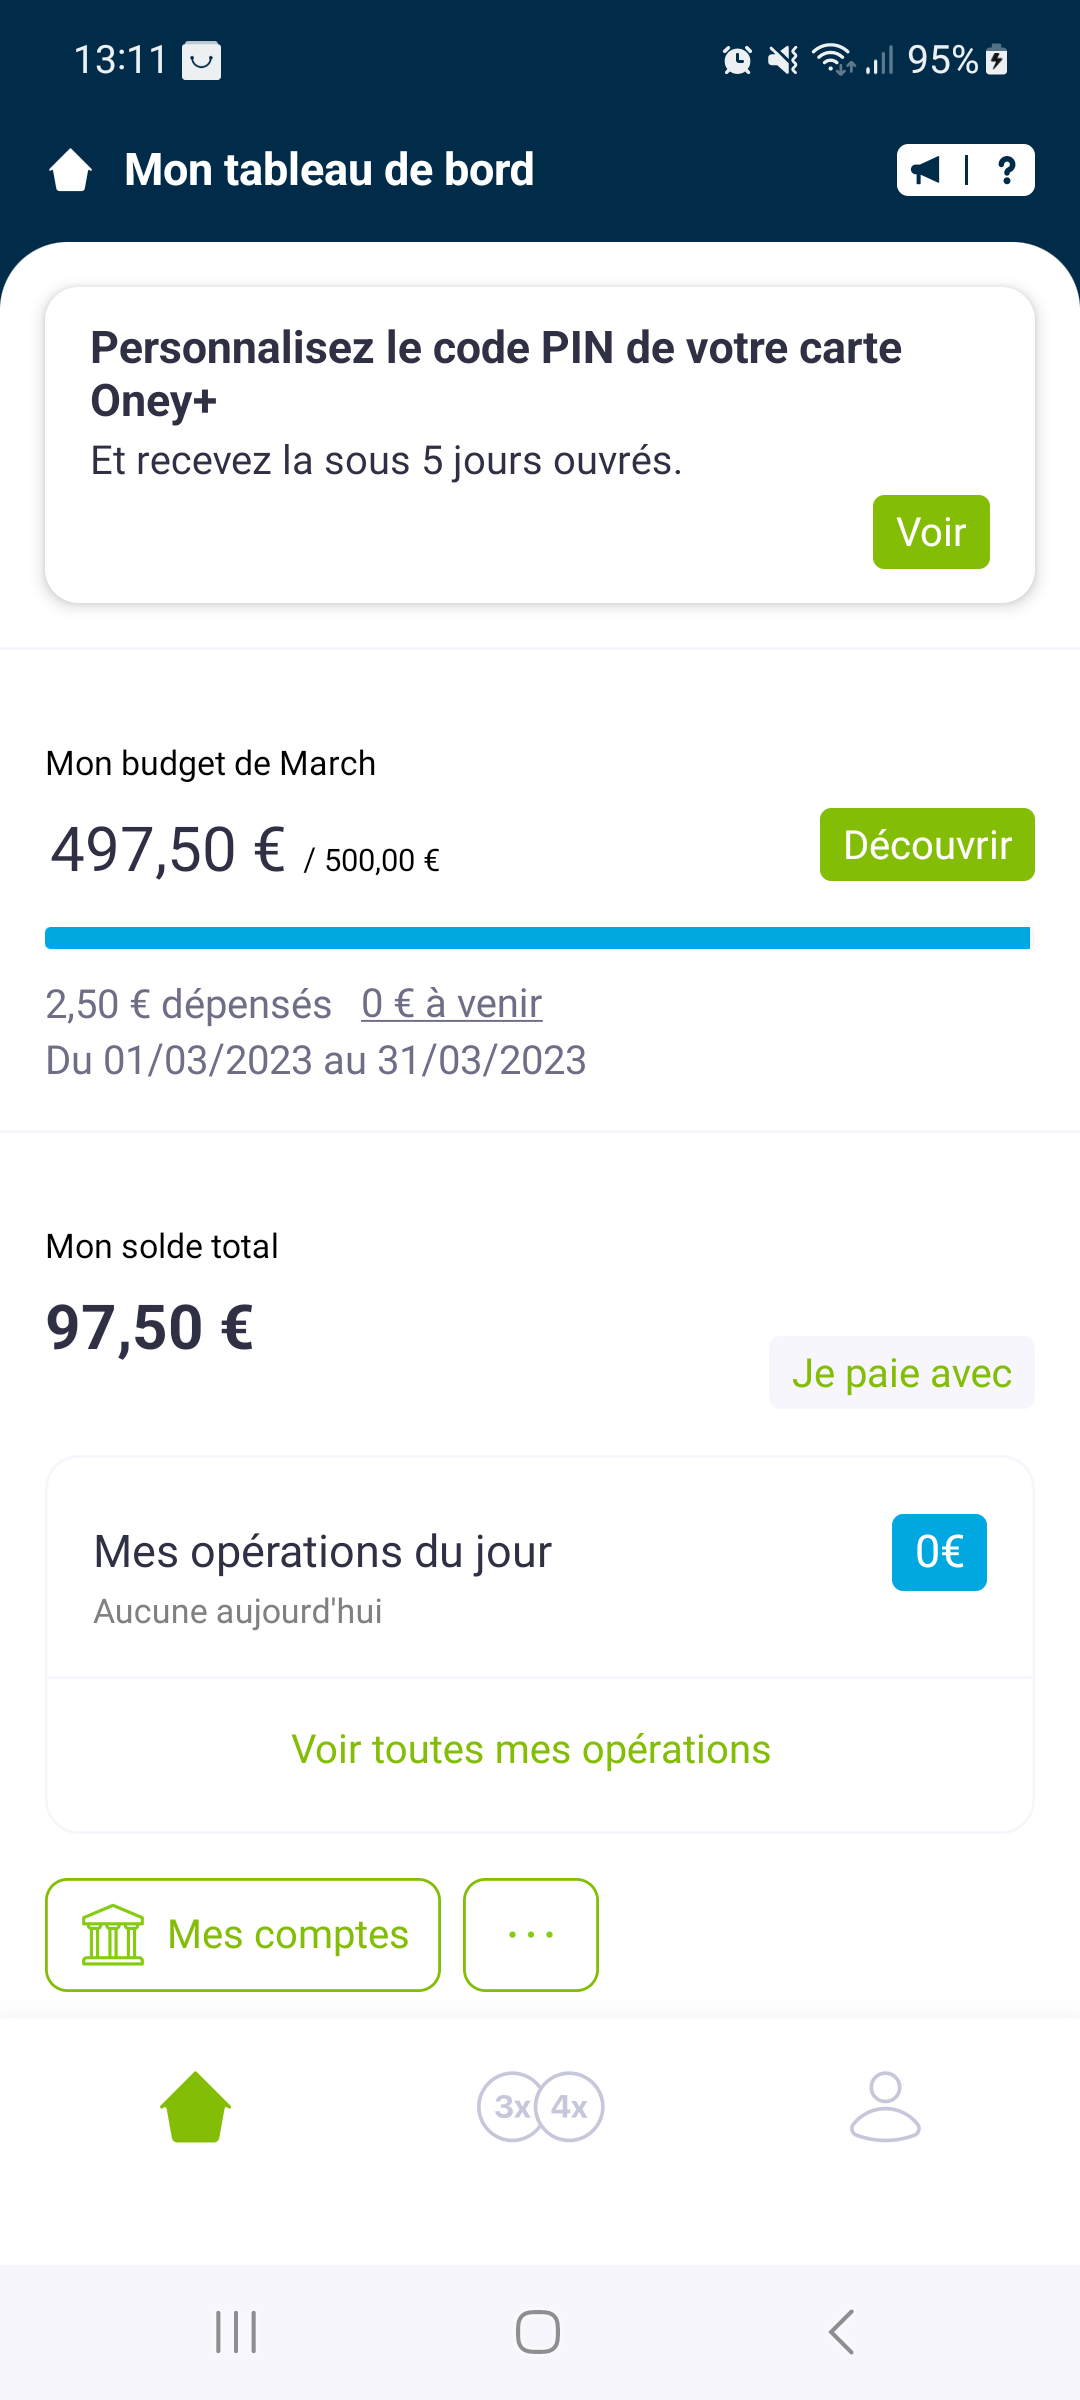 13:11
95%
Mon tableau de bord
?
Personnalisez le code PIN de votre carte
Oney+
Et recevez la sous 5 jours ouvrés.
Voir
Mon budget de March
497,50 € / 500,00 €
Découvrir
2,50 € dépensés 0 € à venir
Du 01/03/2023 au 31/03/2023
Mon solde total
97,50 €
Je paie avec
Mes opérations du jour
0€
Aucune aujourd'hui
Voir toutes mes opérations
Mes comptes
...
3x 4x